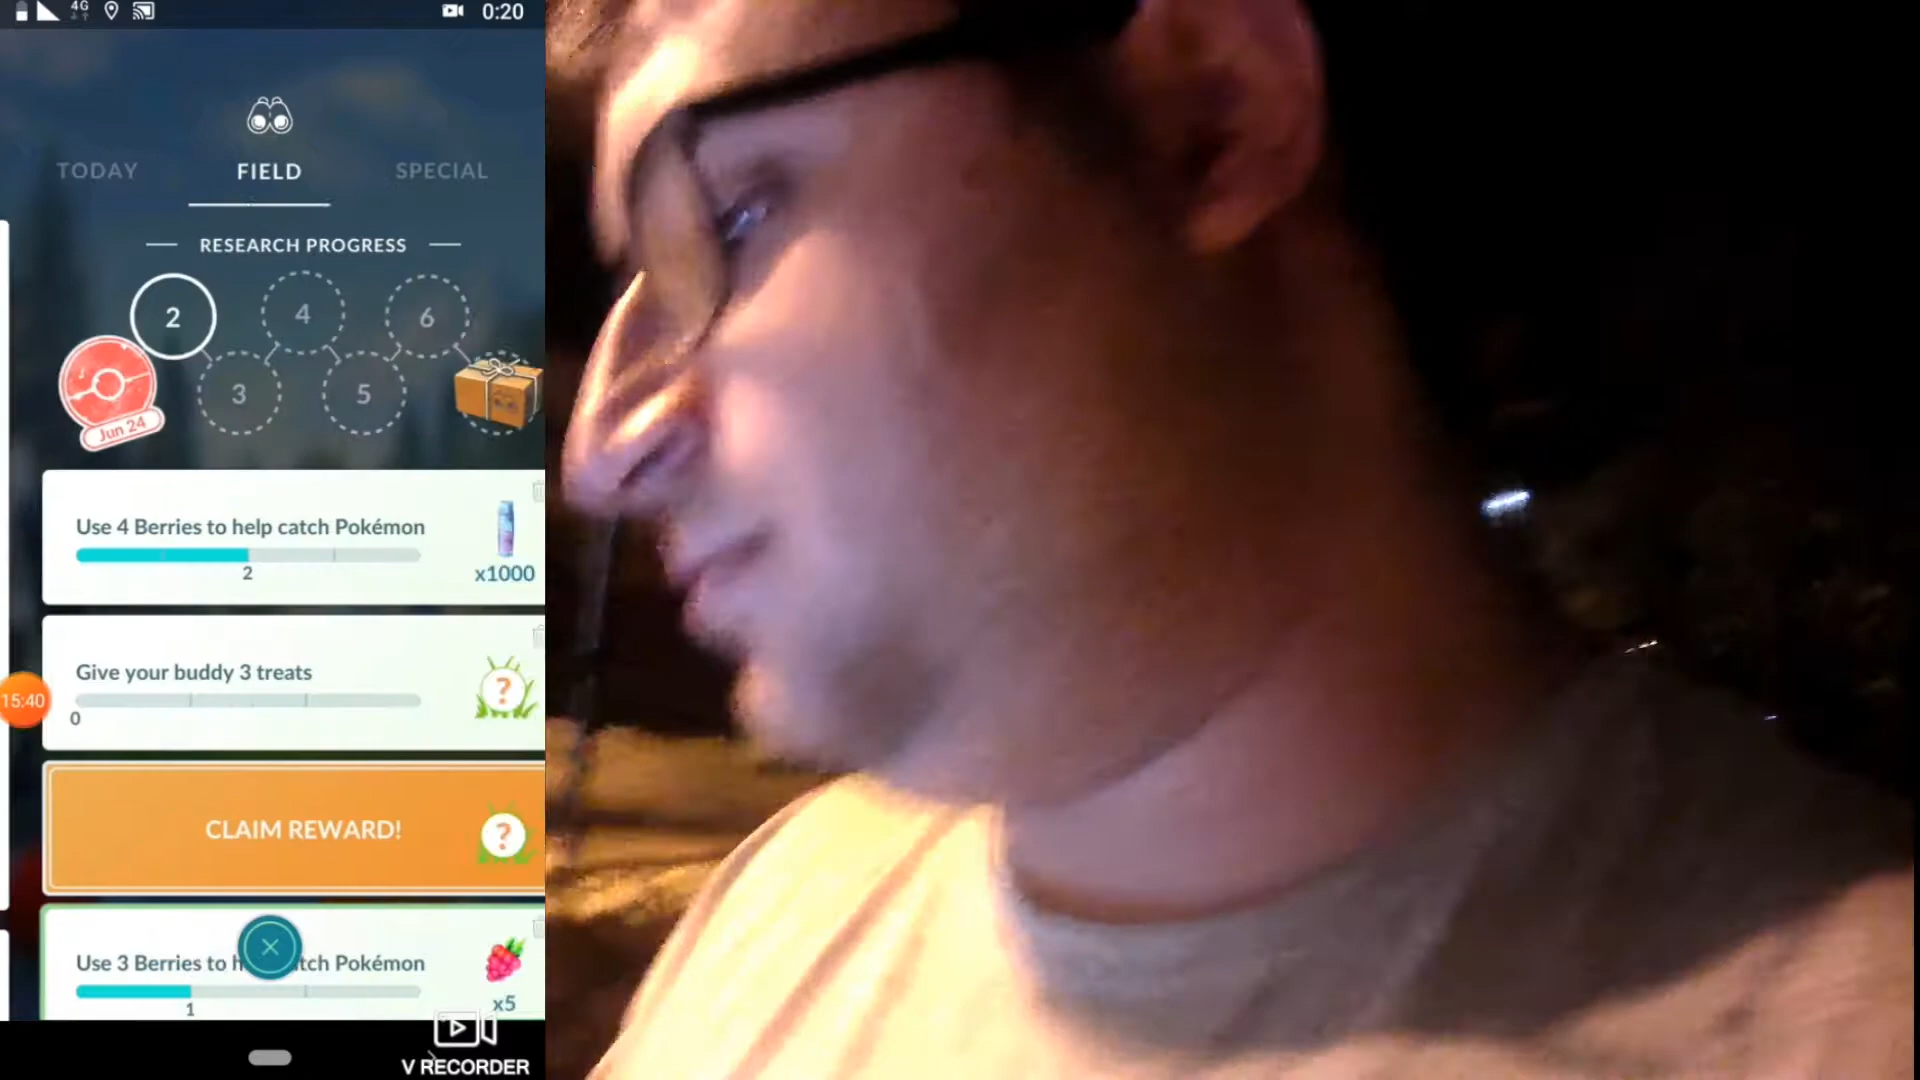 4G
0:20
TODAY
FIELD
SPECIAL
RESEARCH PROGRESS
2
4
6
3
5
Jun 24
Use 4 Berries to help catch Pokémon
2
x1000
Give your buddy 3 treats
0
?
15:40
CLAIM REWARD!
?
Use 3 Berries to h tch Pokémon
1
x5
V RECORDER